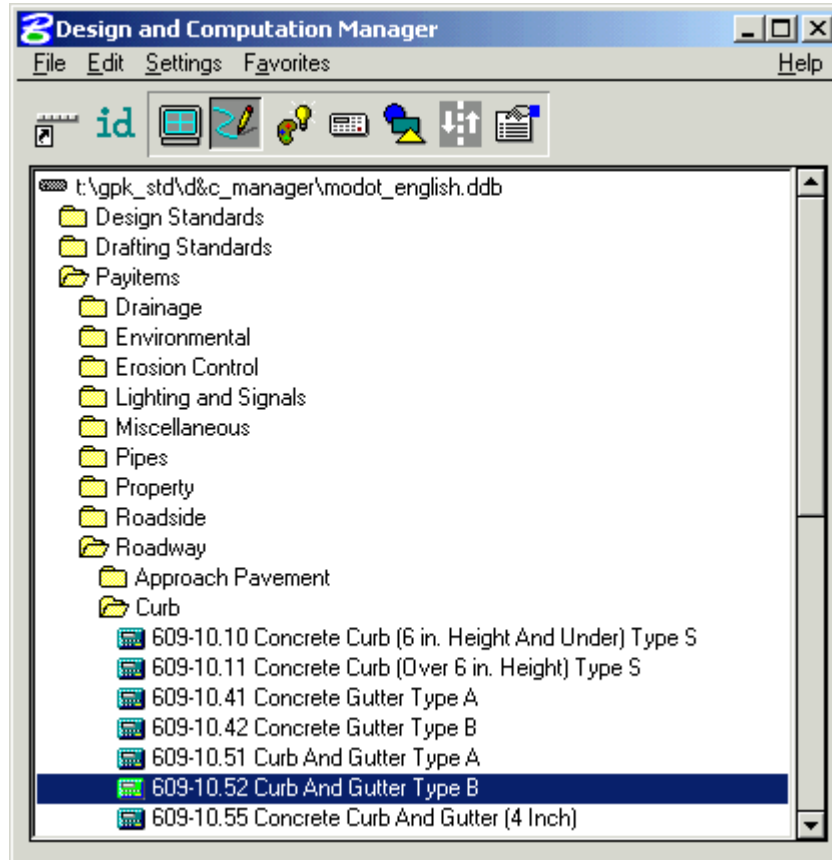 Design and Computation Manager
File Edit Settings Favorites Help
id
t:\gpk_std\d&c_manager\modot_english.ddb
Design Standards
Drafting Standards
Payitems
Drainage
Environmental
Erosion Control
Lighting and Signals
Miscellaneous
Pipes
Property
Roadside
Roadway
Approach Pavement
Curb
609-10.10 Concrete Curb (6 in. Height And Under) Type S
609-10.11 Concrete Curb (Over 6 in. Height) Type S
609-10.41 Concrete Gutter Type A
609-10.42 Concrete Gutter Type B
609-10.51 Curb And Gutter Type A
609-10.52 Curb And Gutter Type B
609-10.55 Concrete Curb And Gutter (4 Inch)